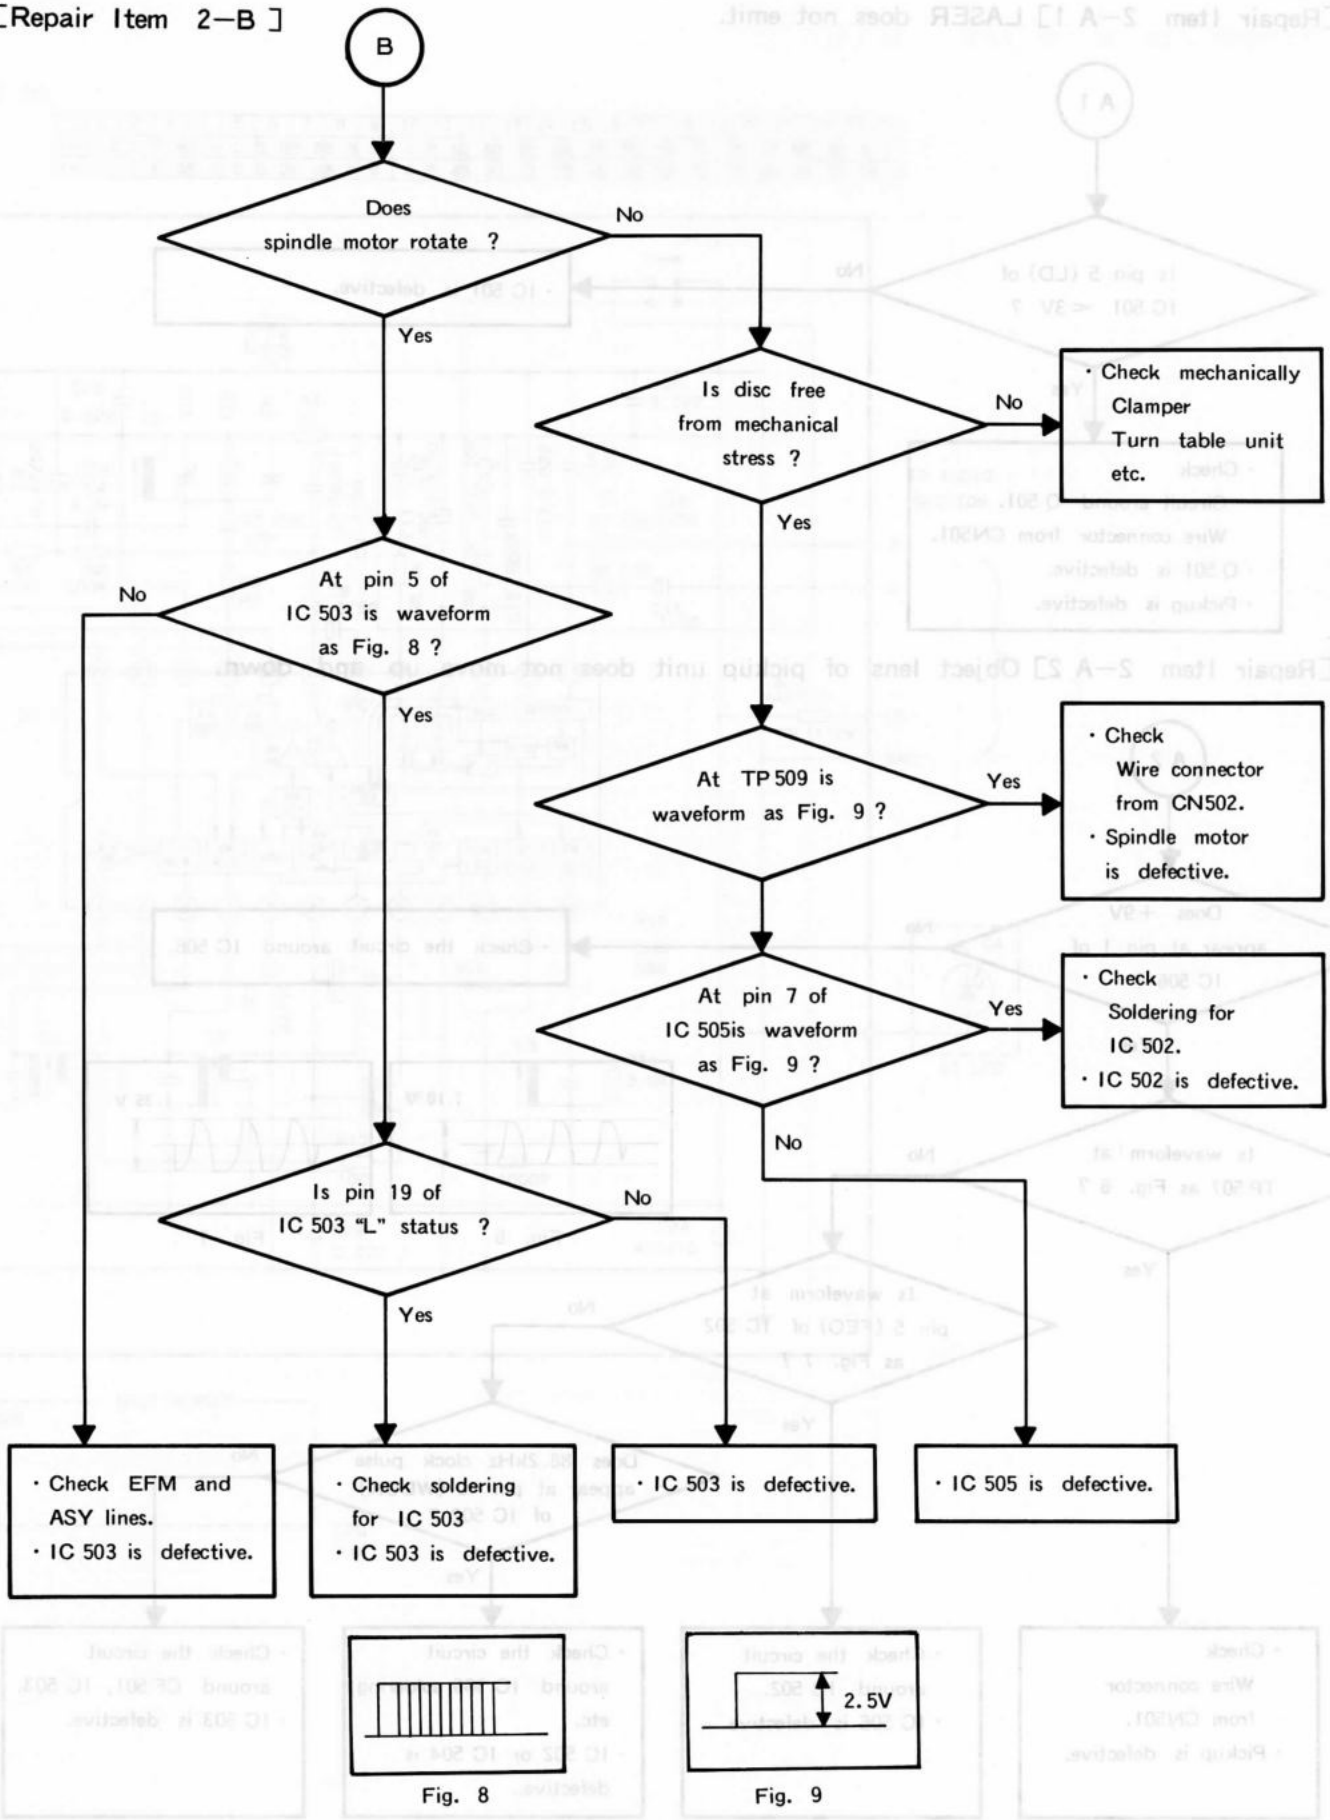 [Repair Item 2-B ]
B
Does
spindle motor rotate ?
No
Yes
Is disc free
from mechanical
stress ?
No
Yes
· Check mechanically
Clamper
Turn table unit
etc.
At pin 5 of
IC 503 is waveform
as Fig. 8 ?
No
Yes
At TP 509 is
waveform as Fig. 9 ?
Yes
· Check
Wire connector
from CN502.
· Spindle motor
is defective.
At pin 7 of
IC 505is waveform
as Fig. 9 ?
Yes
No
· Check
Soldering for
IC 502.
· IC 502 is defective.
Is pin 19 of
IC 503 “L” status ?
No
Yes
· Check EFM and
ASY lines.
· IC 503 is defective.
· Check soldering
for IC 503
· IC 503 is defective.
· IC 503 is defective.
· IC 505 is defective.
2.5V
Fig. 8
Fig. 9